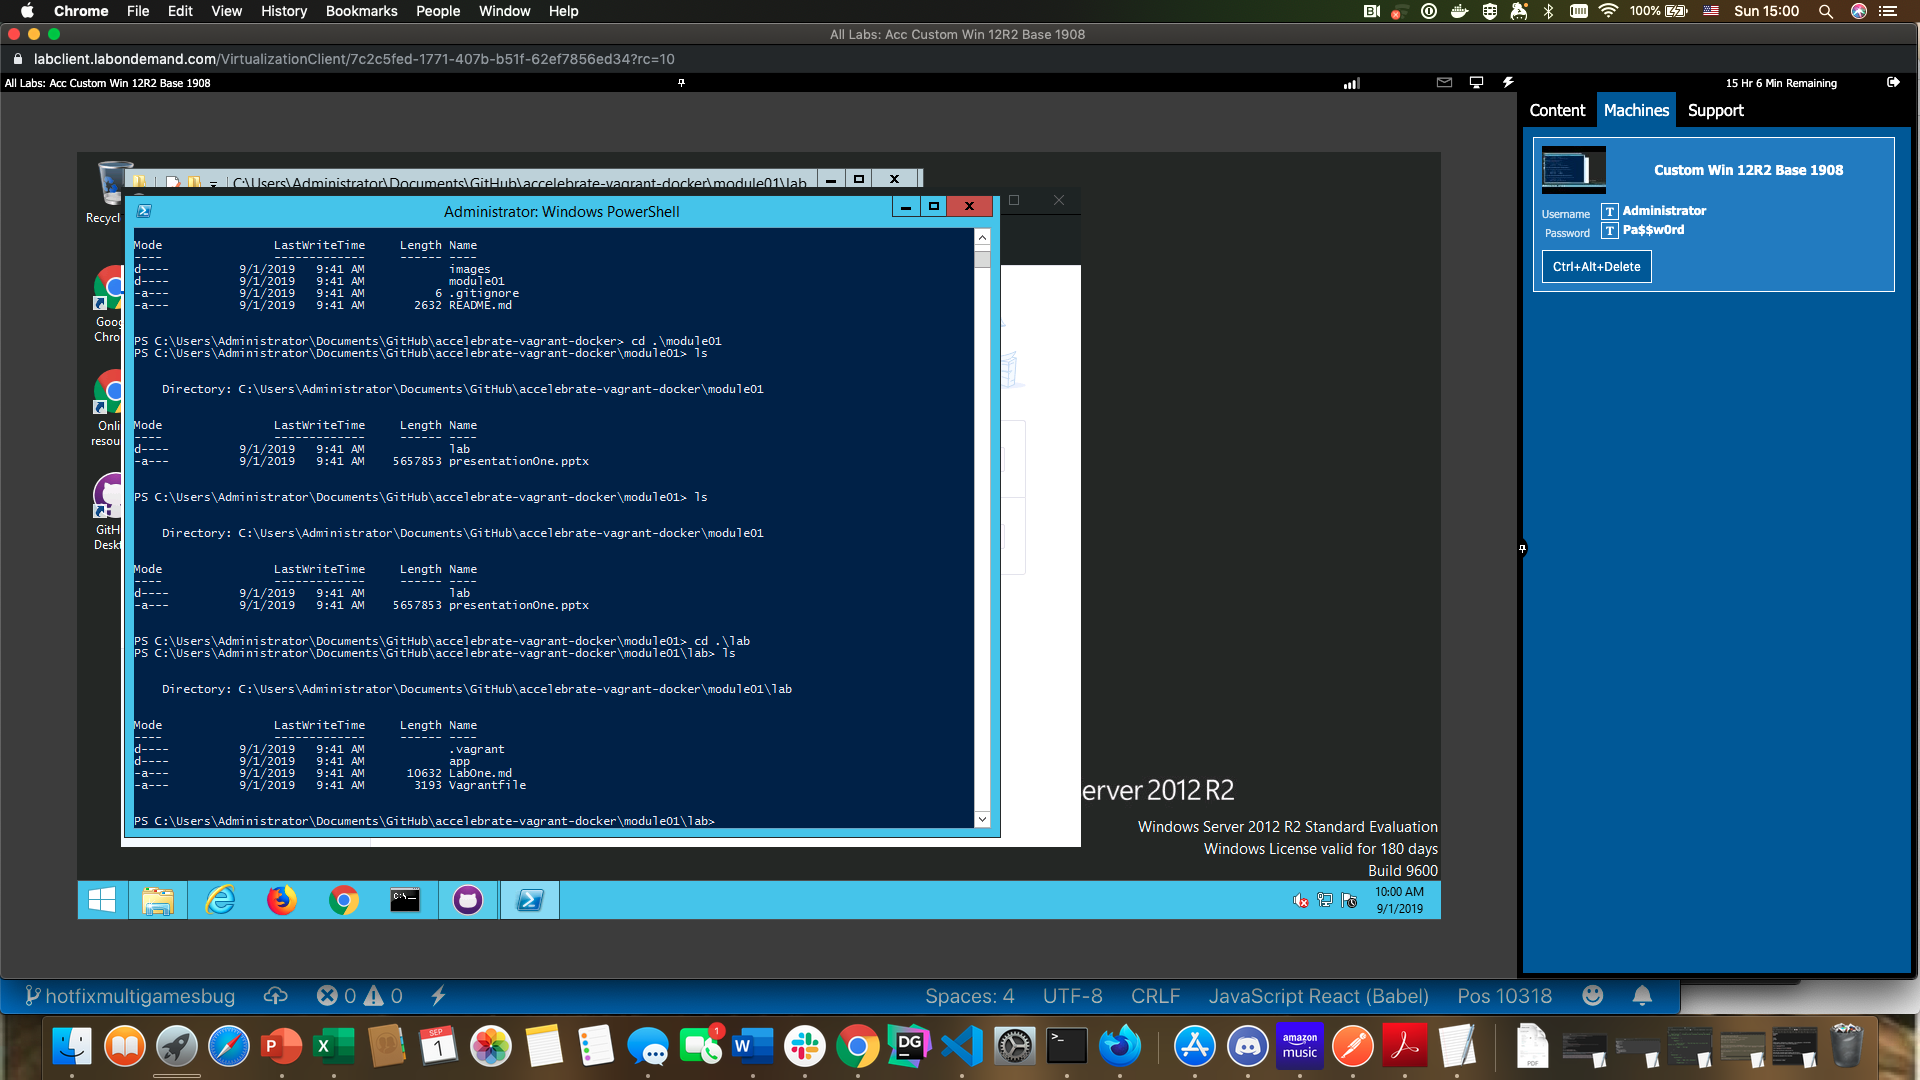 Chrome File Edit View History Bookmarks People Window Help
100% Sun 15:00
All Labs: Acc Custom Win 12R2 Base 1908
labclient.labondemand.com/VirtualizationClient/7c2c5fed-1771-407b-b51f-62ef7856ed34?rc=10
All Labs: Acc Custom Win 12R2 Base 1908
15 Hr 6 Min Remaining
Content Machines Support
Custom Win 12R2 Base 1908
Username T Administrator
Password T Pa$$w0rd
Ctrl+Alt+Delete
Recycl
Goog
Chro
Onli
resou
GitH
Deskt
C:\Users\Administrator\Documents\GitHub\accelebrate-vagrant-docker\module01\lab
Administrator: Windows PowerShell
Mode LastWriteTime Length Name
---- ------------- ------ ----
d---- 9/1/2019 9:41 AM images
d---- 9/1/2019 9:41 AM module01
-a--- 9/1/2019 9:41 AM 6 .gitignore
-a--- 9/1/2019 9:41 AM 2632 README.md
PS C:\Users\Administrator\Documents\GitHub\accelebrate-vagrant-docker> cd .\module01
PS C:\Users\Administrator\Documents\GitHub\accelebrate-vagrant-docker\module01> ls
Directory: C:\Users\Administrator\Documents\GitHub\accelebrate-vagrant-docker\module01
Mode LastWriteTime Length Name
---- ------------- ------ ----
d---- 9/1/2019 9:41 AM lab
-a--- 9/1/2019 9:41 AM 5657853 presentationOne.pptx
PS C:\Users\Administrator\Documents\GitHub\accelebrate-vagrant-docker\module01> ls
Directory: C:\Users\Administrator\Documents\GitHub\accelebrate-vagrant-docker\module01
Mode LastWriteTime Length Name
---- ------------- ------ ----
d---- 9/1/2019 9:41 AM lab
-a--- 9/1/2019 9:41 AM 5657853 presentationOne.pptx
PS C:\Users\Administrator\Documents\GitHub\accelebrate-vagrant-docker\module01> cd .\lab
PS C:\Users\Administrator\Documents\GitHub\accelebrate-vagrant-docker\module01\lab> ls
Directory: C:\Users\Administrator\Documents\GitHub\accelebrate-vagrant-docker\module01\lab
Mode LastWriteTime Length Name
---- ------------- ------ ----
d---- 9/1/2019 9:41 AM .vagrant
d---- 9/1/2019 9:41 AM app
-a--- 9/1/2019 9:41 AM 10632 LabOne.md
-a--- 9/1/2019 9:41 AM 3193 Vagrantfile
PS C:\Users\Administrator\Documents\GitHub\accelebrate-vagrant-docker\module01\lab>
erver 2012 R2
Windows Server 2012 R2 Standard Evaluation
Windows License valid for 180 days
Build 9600
10:00 AM
9/1/2019
hotfixmultigamesbug 0 0 Spaces: 4 UTF-8 CRLF JavaScript React (Babel) Pos 10318
SEP
1
1
DG
amazon
music
PDF